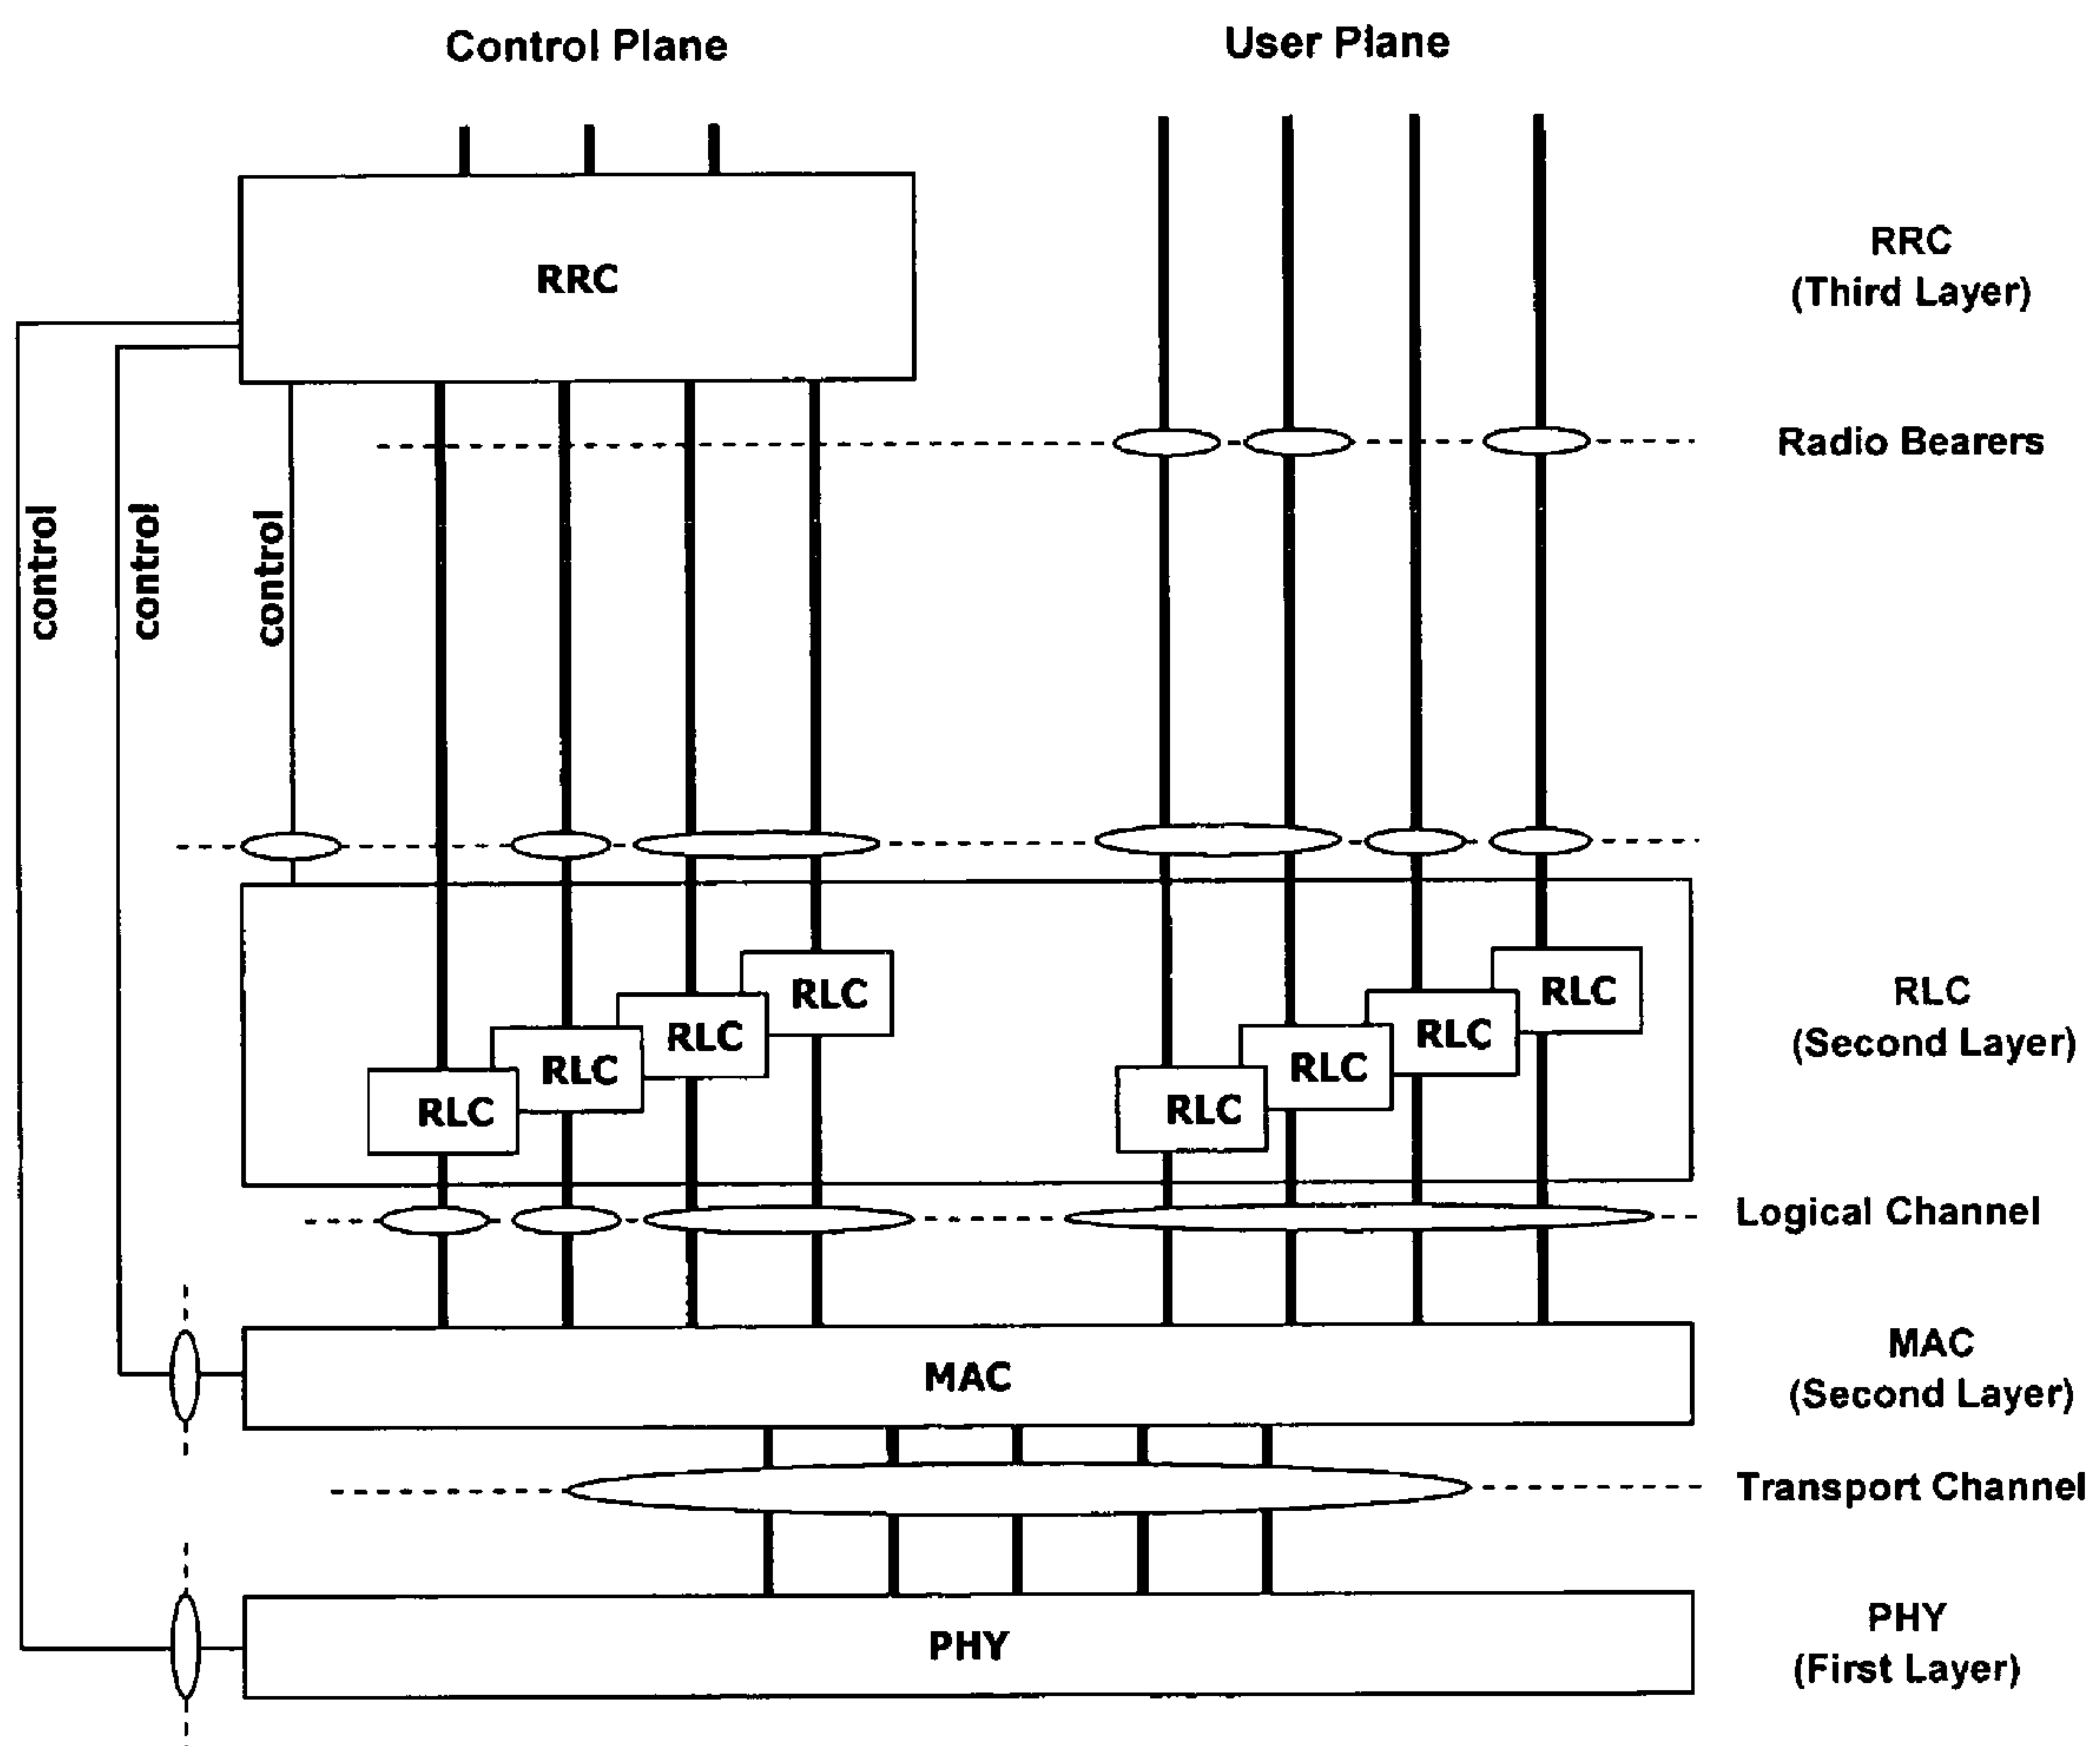 Control Plane
User Plane
RRC
RRC
(Third Layer)
Radio Bearers
control
control
control
RLC
RLC
RLC
RLC
RLC
RLC
RLC
RLC
RLC
(Second Layer)
Logical Channel
MAC
MAC
(Second Layer)
Transport Channel
PHY
PHY
(First Layer)